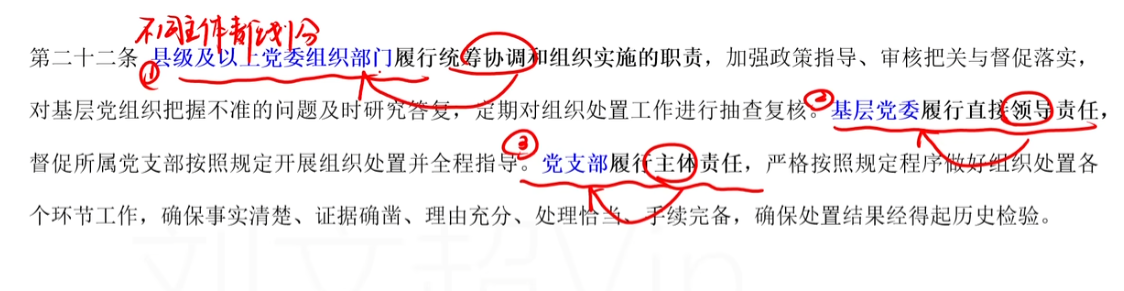 不同主体职责划分
第二十二条 县级及以上党委组织部门履行统筹协调和组织实施的职责，加强政策指导、审核把关与督促落实，
①
对基层党组织把握不准的问题及时研究答复，定期对组织处置工作进行抽查复核。②基层党委履行直接领导责任，
督促所属党支部按照规定开展组织处置并全程指导。③党支部履行主体责任，严格按照规定程序做好组织处置各
个环节工作，确保事实清楚、证据确凿、理由充分、处理恰当、手续完备，确保处置结果经得起历史检验。